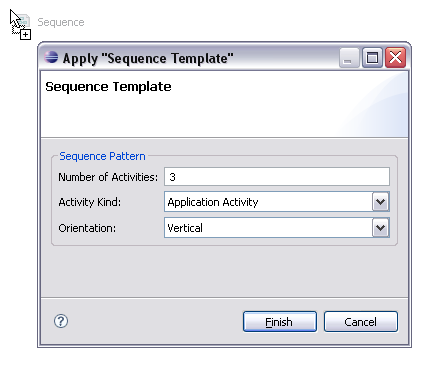 Sequence
Apply "Sequence Template"
Sequence Template
Sequence Pattern
Number of Activities: 3
Activity Kind: Application Activity
Orientation: Vertical
? Finish Cancel